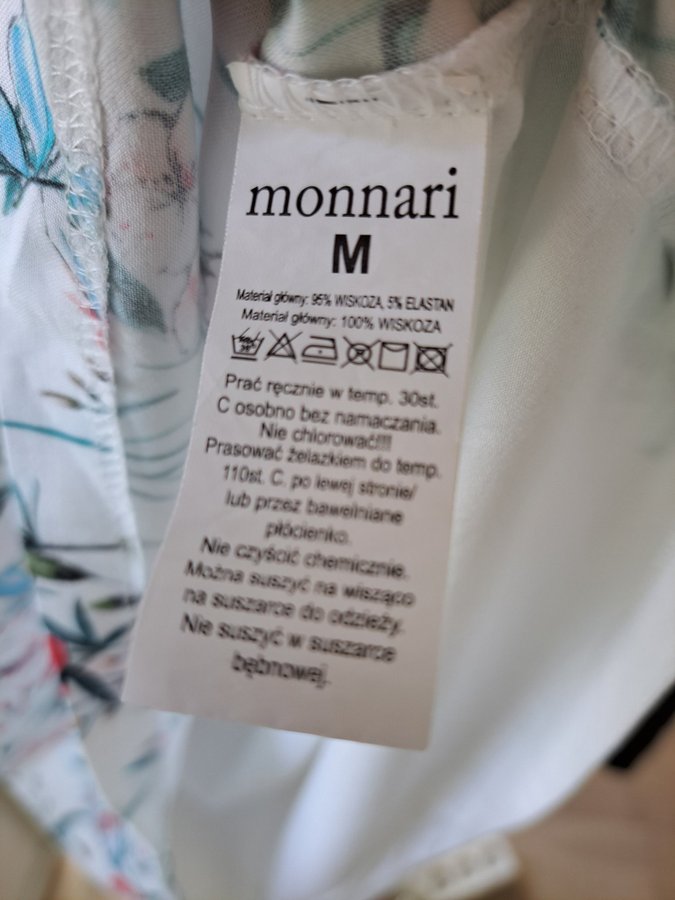 monnari
M
Materiał główny: 95% WISKOZA, 5% ELASTAN
Materiał główny: 100% WISKOZA
Prać ręcznie w temp. 30st.
C osobno bez namaczania.
Nie chlorować!!!
Prasować żelazkiem do temp.
110st. C. po lewej stronie/
lub przez bawełniane
płócienko.
Nie czyścić chemicznie.
Można suszyć na wisząco
na suszarce do odzieży.
Nie suszyć w suszarce
bębnowej.